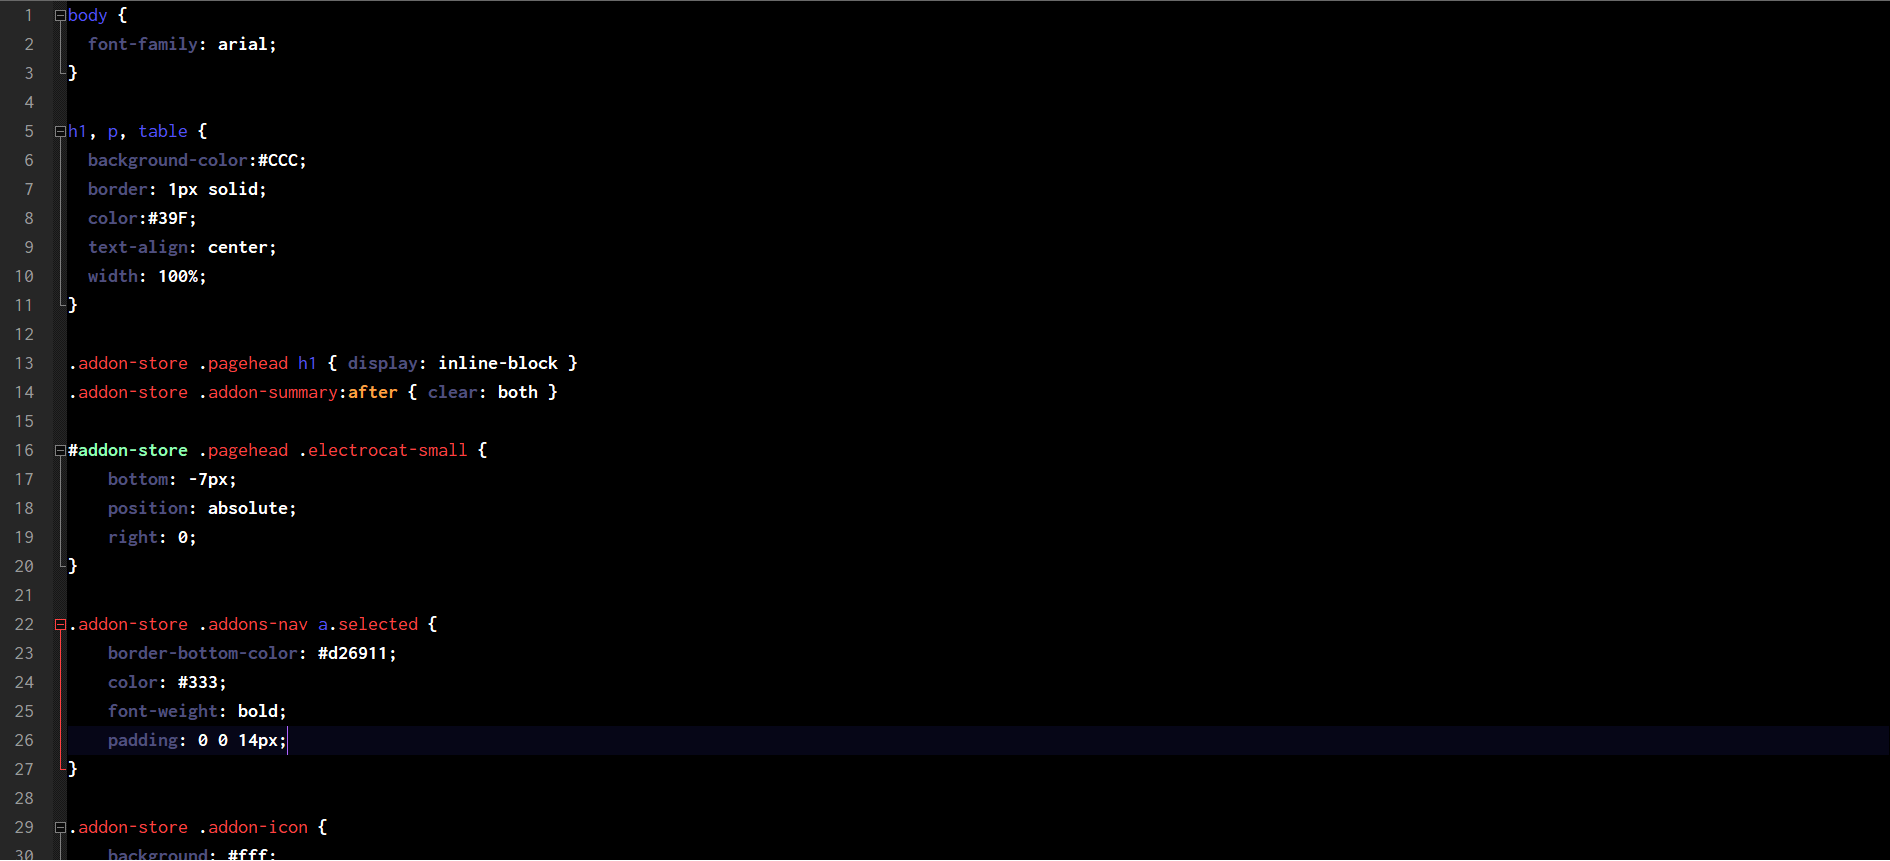 1 body {
2 font-family: arial;
3 }
4
5 h1, p, table {
6 background-color:#CCC;
7 border: 1px solid;
8 color:#39F;
9 text-align: center;
10 width: 100%;
11 }
12
13 .addon-store .pagehead h1 { display: inline-block }
14 .addon-store .addon-summary:after { clear: both }
15
16 #addon-store .pagehead .electrocat-small {
17 bottom: -7px;
18 position: absolute;
19 right: 0;
20 }
21
22 .addon-store .addons-nav a.selected {
23 border-bottom-color: #d26911;
24 color: #333;
25 font-weight: bold;
26 padding: 0 0 14px;
27 }
28
29 .addon-store .addon-icon {
30 background: #fff;